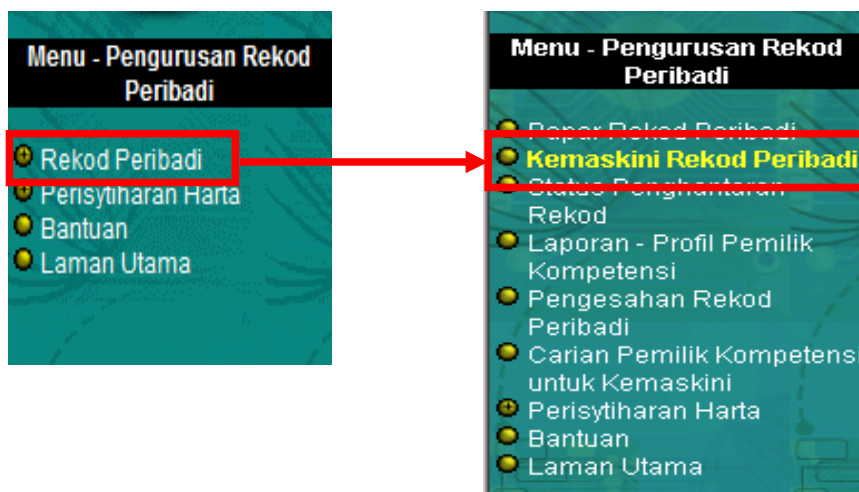 Menu - Pengurusan Rekod
Peribadi
Rekod Peribadi
Perisytiharan Harta
Bantuan
Laman Utama
Menu - Pengurusan Rekod
Peribadi
Papar Rekod Peribadi
Kemaskini Rekod Peribadi
Status Penghantaran
Rekod
Laporan - Profil Pemilik
Kompetensi
Pengesahan Rekod
Peribadi
Carian Pemilik Kompetensi
untuk Kemaskini
Perisytiharan Harta
Bantuan
Laman Utama